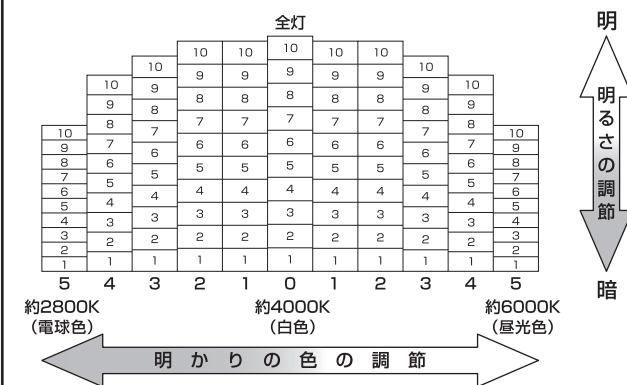 全灯
明
10 10 10 10 10 10 10 10 10 10 10
9 9 9 9 9 9 9 9 9 9 9
8 8 8 8 8 8 8 8 8 8 8
7 7 7 7 7 7 7 7 7 7 7
6 6 6 6 6 6 6 6 6 6 6
5 5 5 5 5 5 5 5 5 5 5
4 4 4 4 4 4 4 4 4 4 4
3 3 3 3 3 3 3 3 3 3 3
2 2 2 2 2 2 2 2 2 2 2
1 1 1 1 1 1 1 1 1 1 1
5 4 3 2 1 0 1 2 3 4 5
明るさの調節
暗
約2800K 約4000K 約6000K
(電球色) (白色) (昼光色)
明かりの色の調節